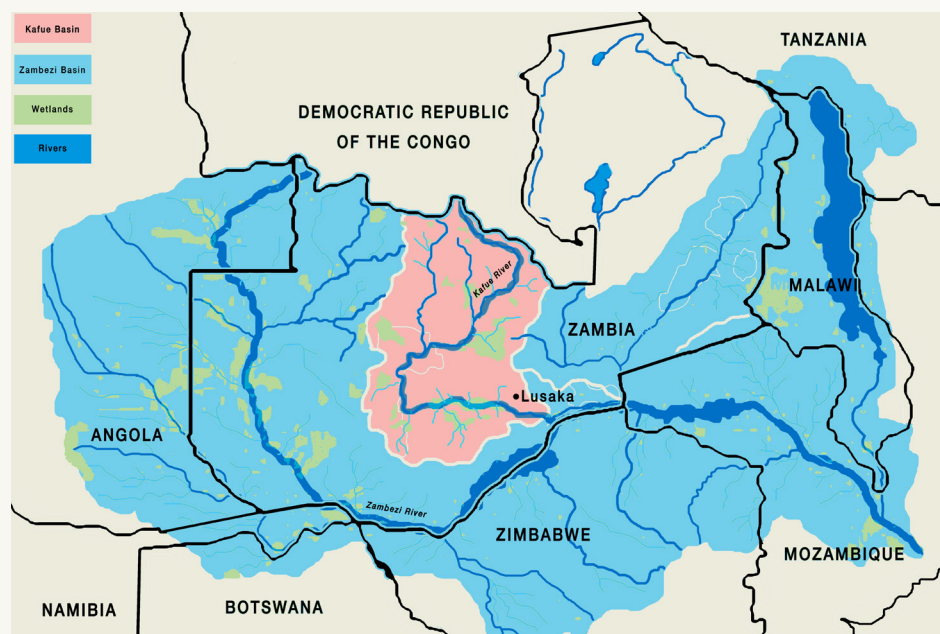 Kafue Basin
Zambezi Basin
Wetlands
Rivers
TANZANIA
DEMOCRATIC REPUBLIC
OF THE CONGO
Kafue River
MALAWI
ZAMBIA
Lusaka
ANGOLA
Zambezi River
ZIMBABWE
MOZAMBIQUE
NAMIBIA
BOTSWANA